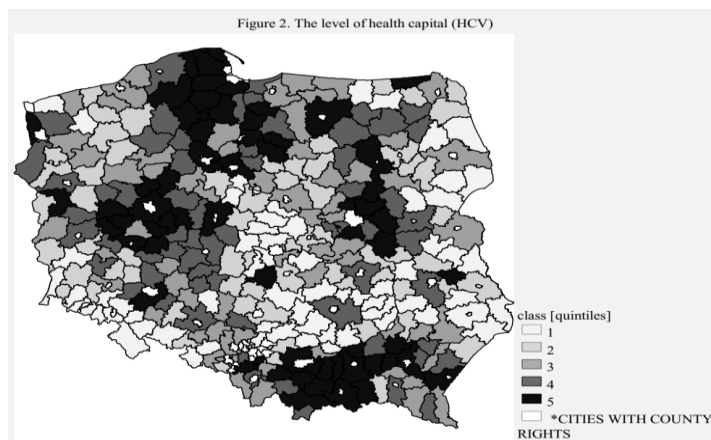 Figure 2. The level of health capital (HCV)
class [quintiles]
1
2
3
4
5
*CITIES WITH COUNTY
RIGHTS